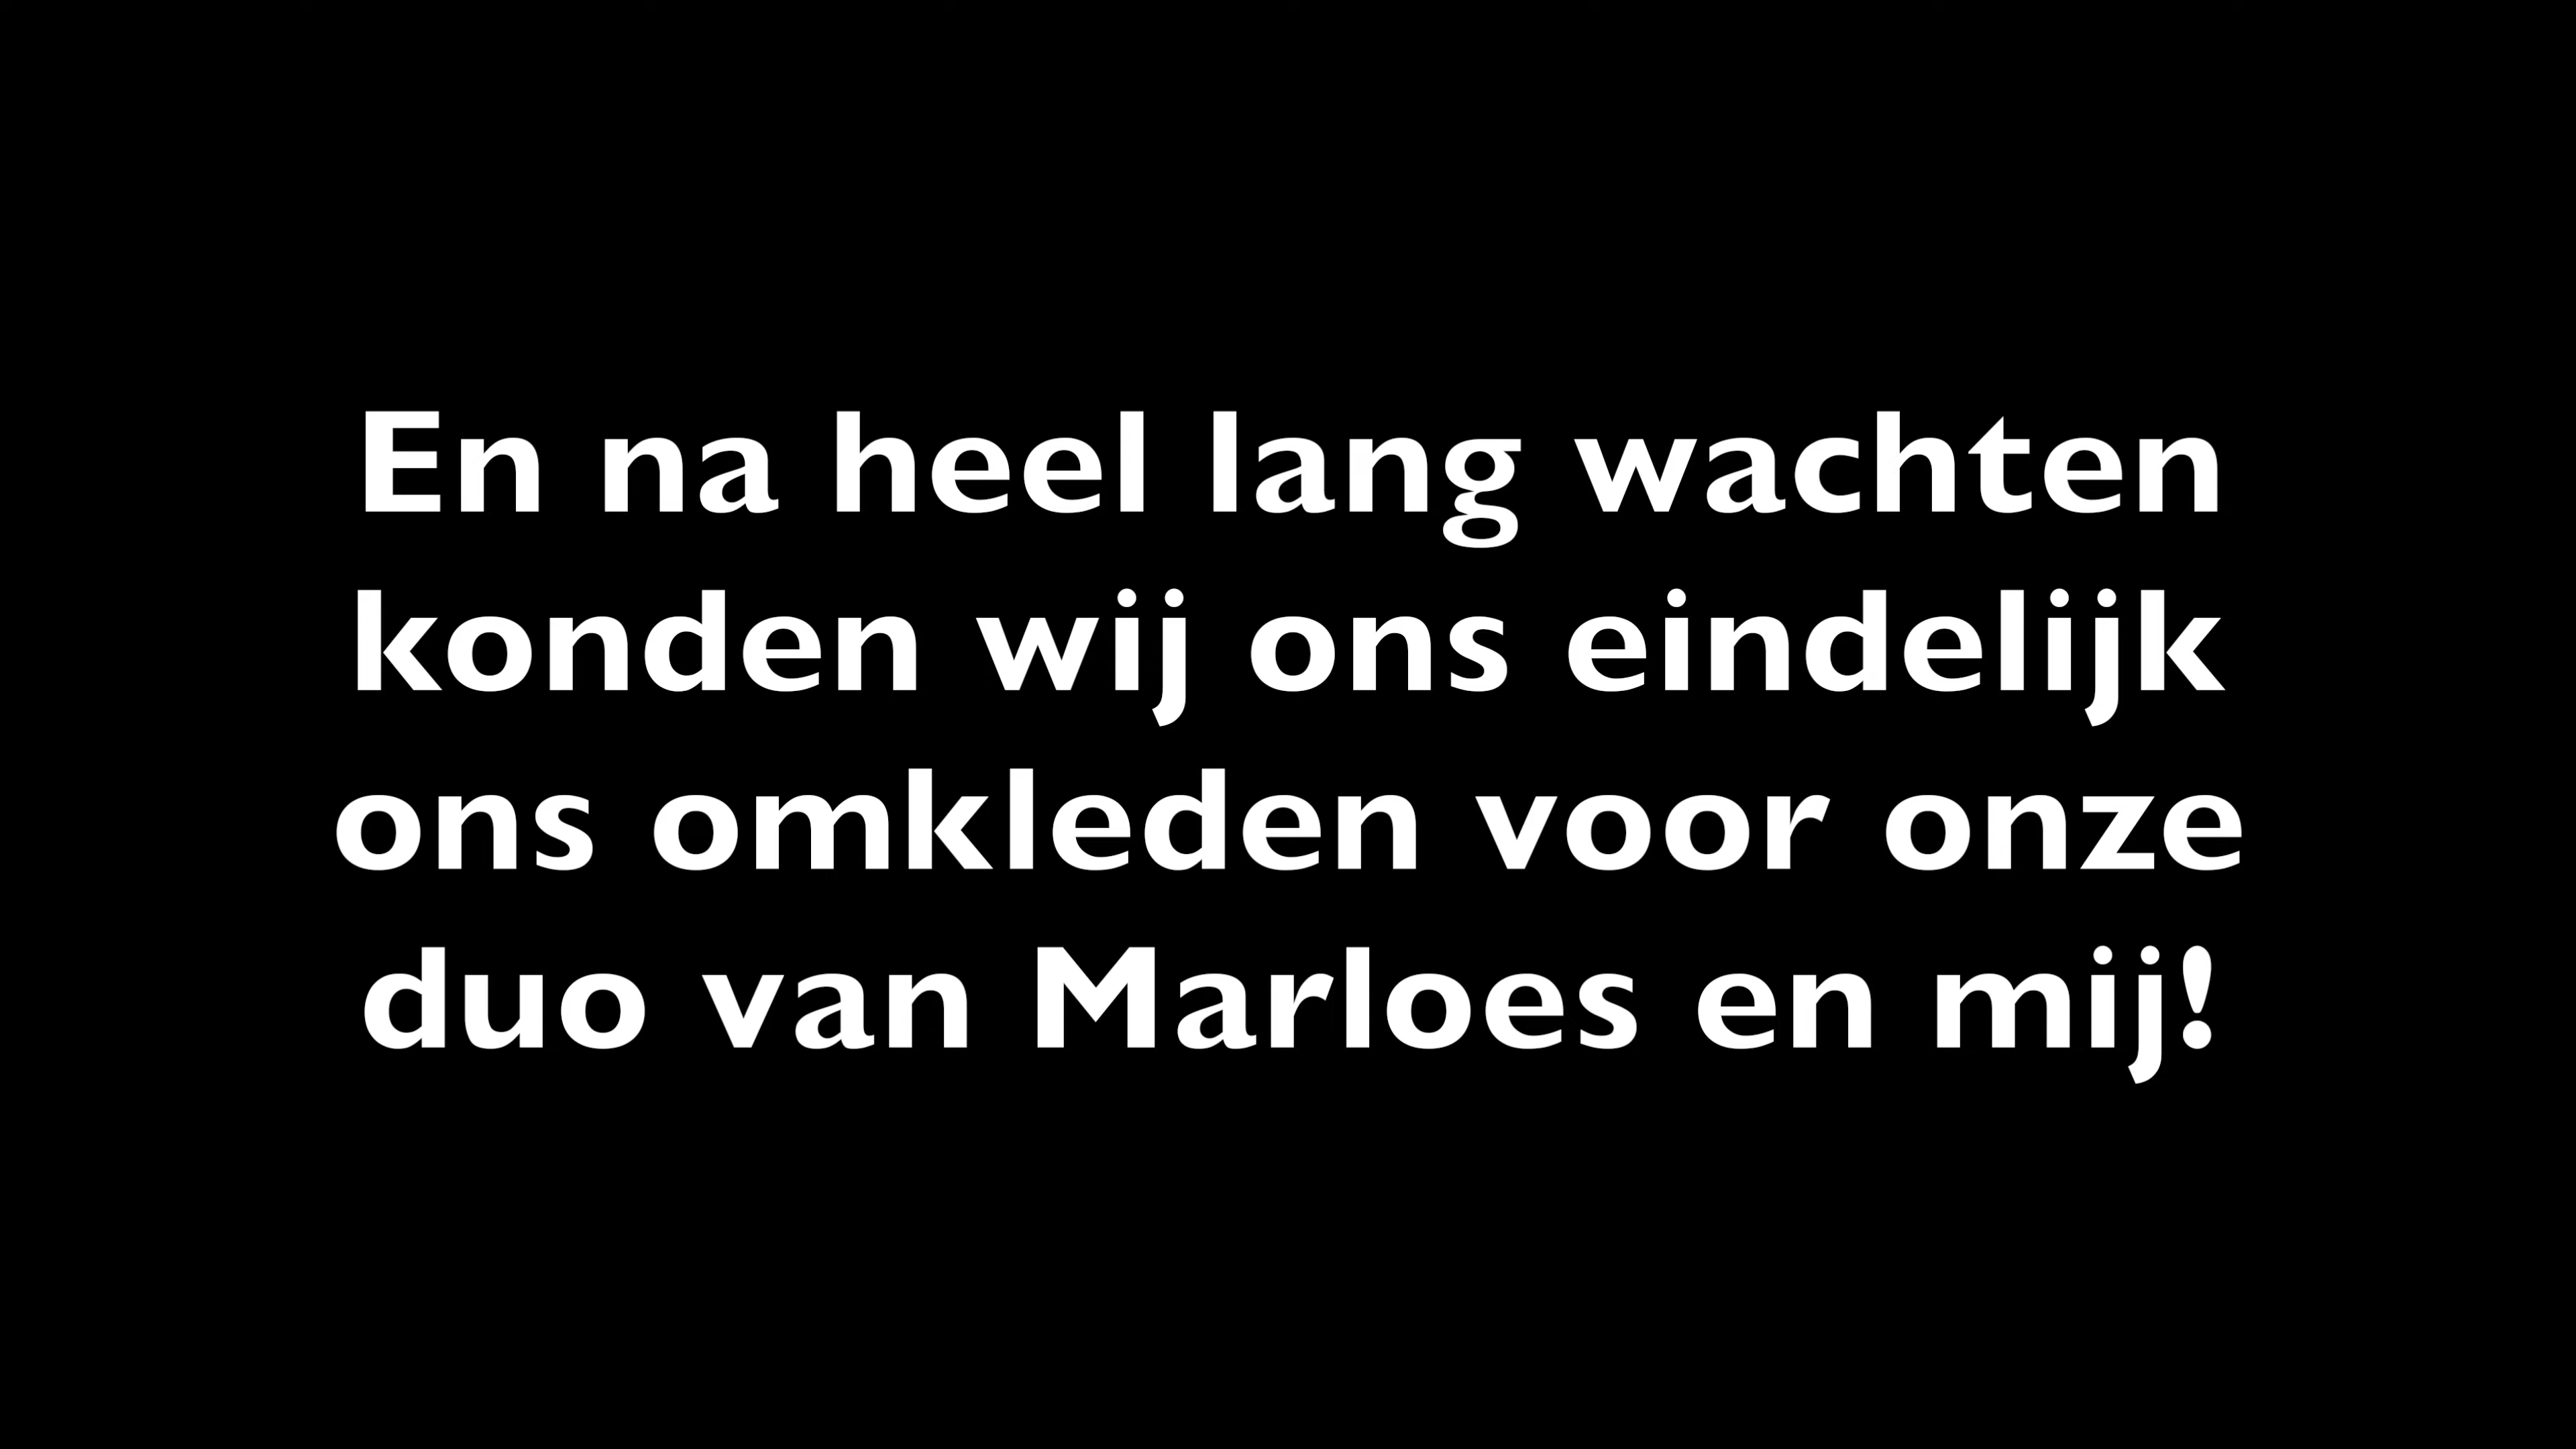 En na heel lang wachten
konden wij ons eindelijk
ons omkleden voor onze
duo van Marloes en mij!